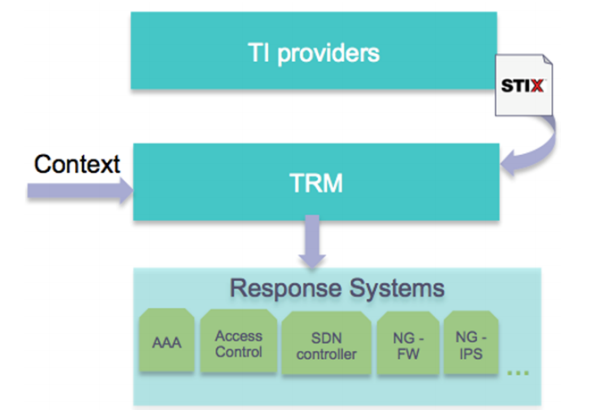 TI providers
STIX
Context
TRM
Response Systems
AAA
Access
Control
SDN
controller
NG -
FW
NG -
IPS
...